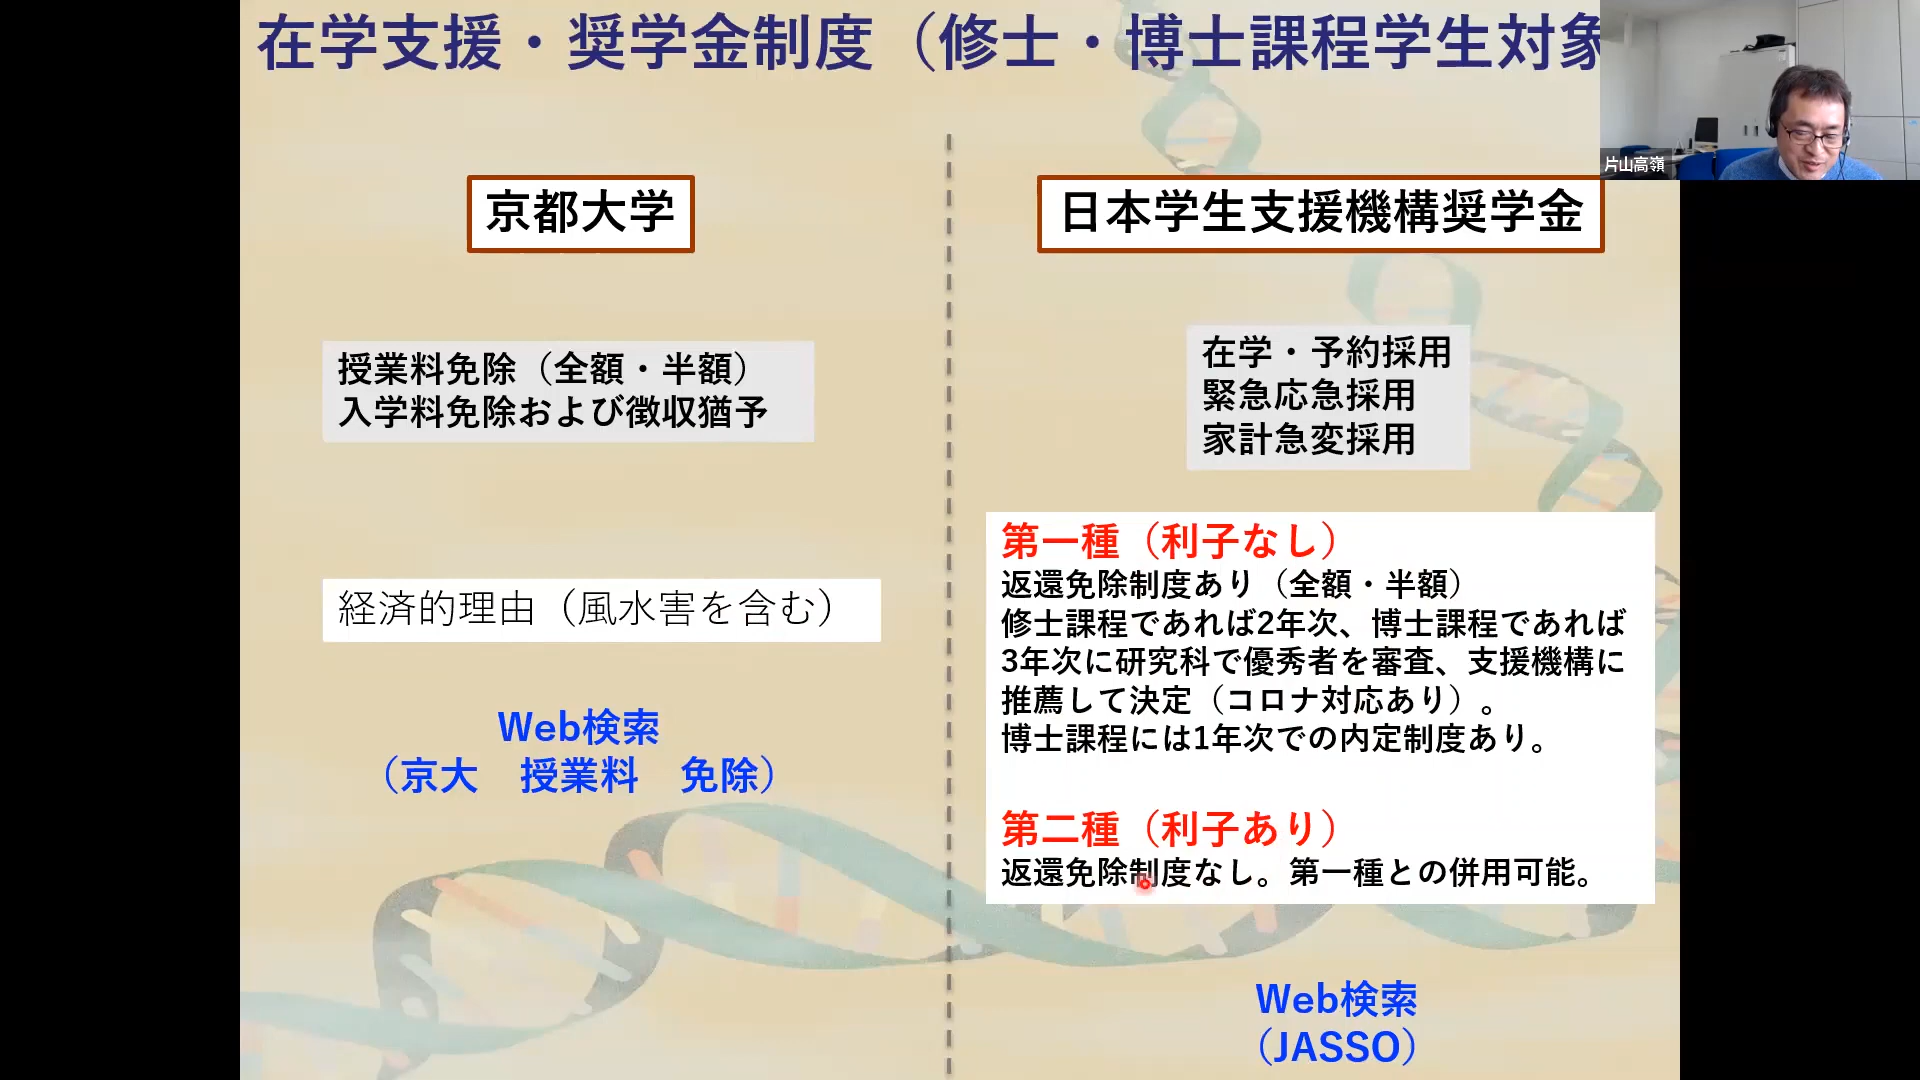 在学支援・奨学金制度（修士・博士課程学生対象
片山高嶺
京都大学
授業料免除（全額・半額）
入学料免除および徴収猶予
経済的理由（風水害を含む）
Web検索
（京大　授業料　免除）
日本学生支援機構奨学金
在学・予約採用
緊急応急採用
家計急変採用
第一種（利子なし）
返還免除制度あり（全額・半額）
修士課程であれば2年次、博士課程であれば
3年次に研究科で優秀者を審査、支援機構に
推薦して決定（コロナ対応あり）。
博士課程には1年次での内定制度あり。
第二種（利子あり）
返還免除制度なし。第一種との併用可能。
Web検索
（JASSO）